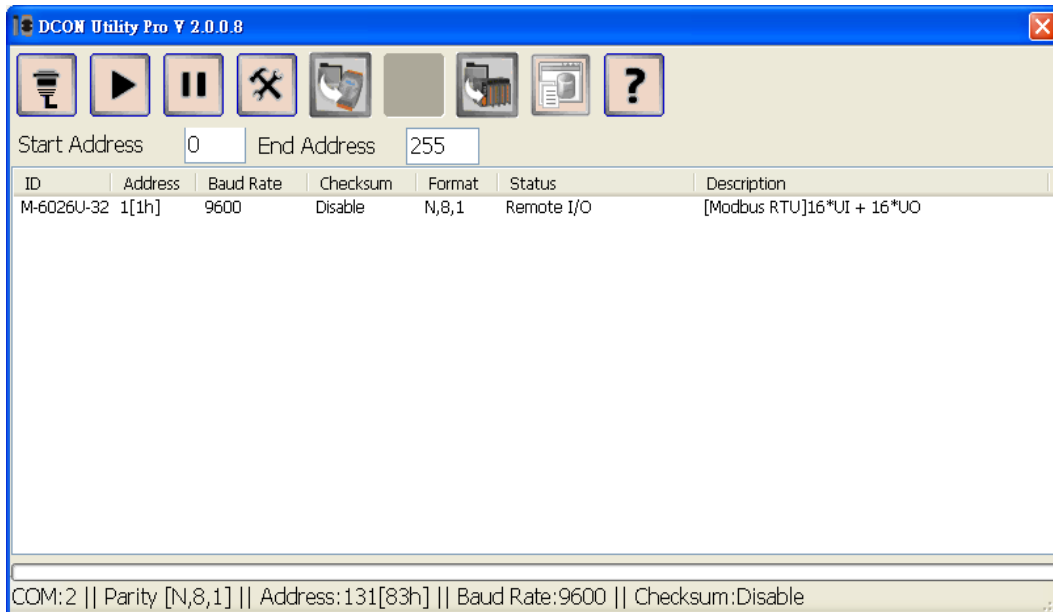 DCON Utility Pro V 2.0.0.8
?
Start Address 0 End Address 255
ID Address Baud Rate Checksum Format Status Description
M-6026U-32 1[1h] 9600 Disable N,8,1 Remote I/O [Modbus RTU]16*UI + 16*UO
COM:2 || Parity [N,8,1] || Address:131[83h] || Baud Rate:9600 || Checksum:Disable